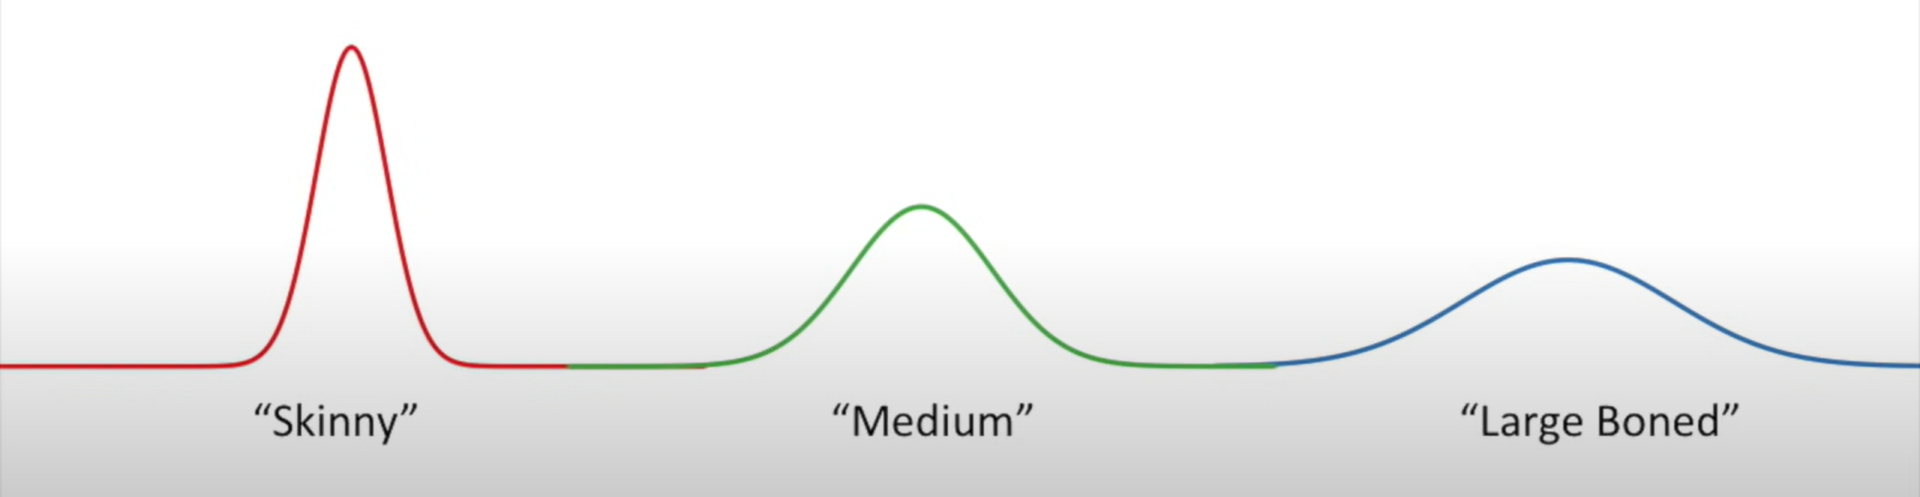 “Skinny” “Medium” “Large Boned”